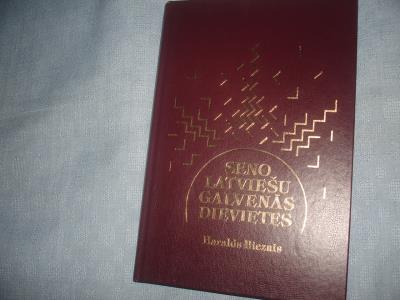 SENO
LATVIEŠU
GALVENĀS
DIEVIETES
Haralds Biezais